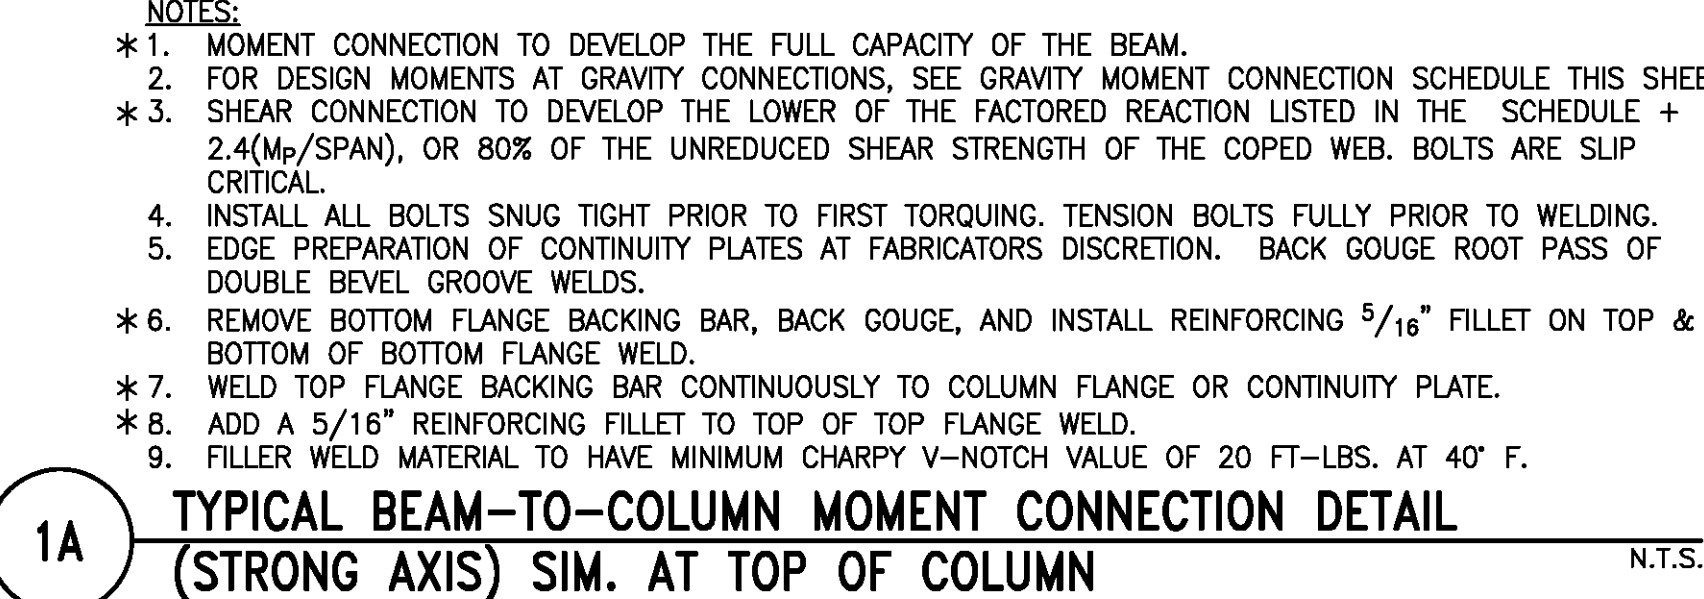 NOTES:
* 1. MOMENT CONNECTION TO DEVELOP THE FULL CAPACITY OF THE BEAM.
2. FOR DESIGN MOMENTS AT GRAVITY CONNECTIONS, SEE GRAVITY MOMENT CONNECTION SCHEDULE THIS SHEE
* 3. SHEAR CONNECTION TO DEVELOP THE LOWER OF THE FACTORED REACTION LISTED IN THE SCHEDULE +
2.4(MP/SPAN), OR 80% OF THE UNREDUCED SHEAR STRENGTH OF THE COPED WEB. BOLTS ARE SLIP
CRITICAL.
4. INSTALL ALL BOLTS SNUG TIGHT PRIOR TO FIRST TORQUING. TENSION BOLTS FULLY PRIOR TO WELDING.
5. EDGE PREPARATION OF CONTINUITY PLATES AT FABRICATORS DISCRETION. BACK GOUGE ROOT PASS OF
DOUBLE BEVEL GROOVE WELDS.
* 6. REMOVE BOTTOM FLANGE BACKING BAR, BACK GOUGE, AND INSTALL REINFORCING 5/16" FILLET ON TOP &
BOTTOM OF BOTTOM FLANGE WELD.
* 7. WELD TOP FLANGE BACKING BAR CONTINUOUSLY TO COLUMN FLANGE OR CONTINUITY PLATE.
* 8. ADD A 5/16" REINFORCING FILLET TO TOP OF TOP FLANGE WELD.
9. FILLER WELD MATERIAL TO HAVE MINIMUM CHARPY V-NOTCH VALUE OF 20 FT-LBS. AT 40° F.
1A
TYPICAL BEAM-TO-COLUMN MOMENT CONNECTION DETAIL
(STRONG AXIS) SIM. AT TOP OF COLUMN
N.T.S.